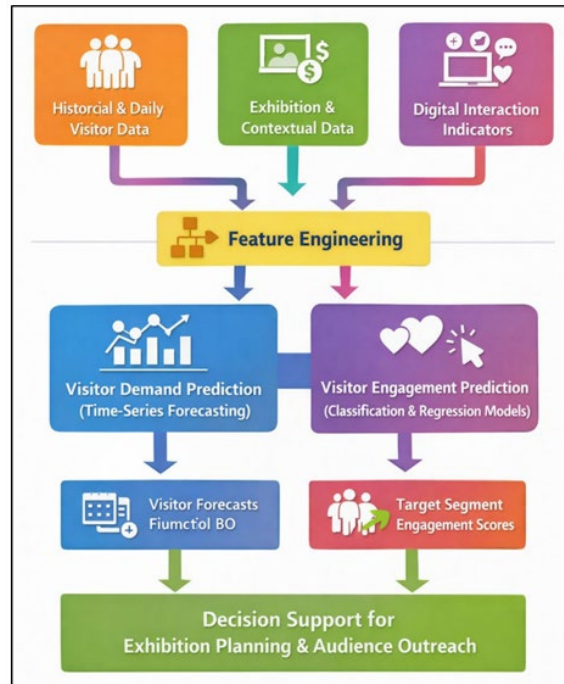 Historcial & Daily
Visitor Data
Exhibition &
Contextual Data
Digital Interaction
Indicators
Feature Engineering
Visitor Demand Prediction
(Time-Series Forecasting)
Visitor Engagement Prediction
(Classification & Regression Models)
Visitor Forecasts
BO
Target Segment
Engagement Scores
Decision Support for
Exhibition Planning & Audience Outreach